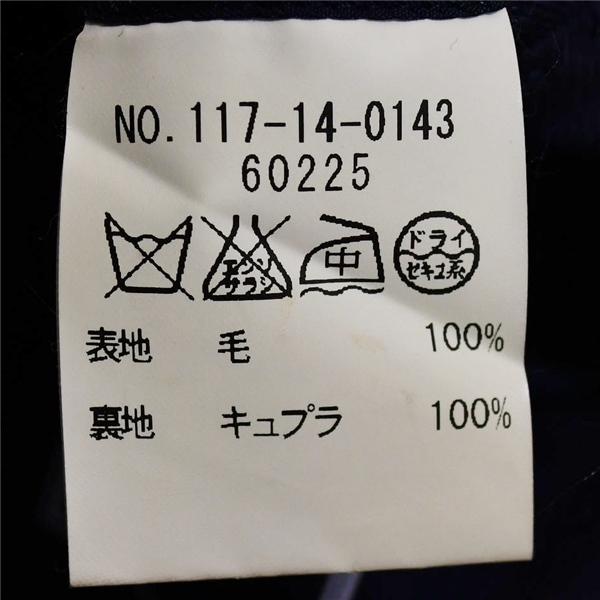 NO. 117-14-0143
60225
エンソサラシ 中 ドライ セキユ系
表地 毛 100%
裏地 キュプラ 100%